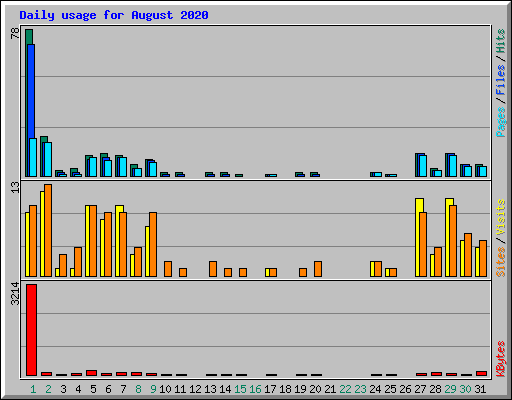 Daily usage for August 2020
78
Pages/Files/Hits
13
Sites/Visits
3214
KBytes
1 2 3 4 5 6 7 8 9 10 11 12 13 14 15 16 17 18 19 20 21 22 23 24 25 26 27 28 29 30 31